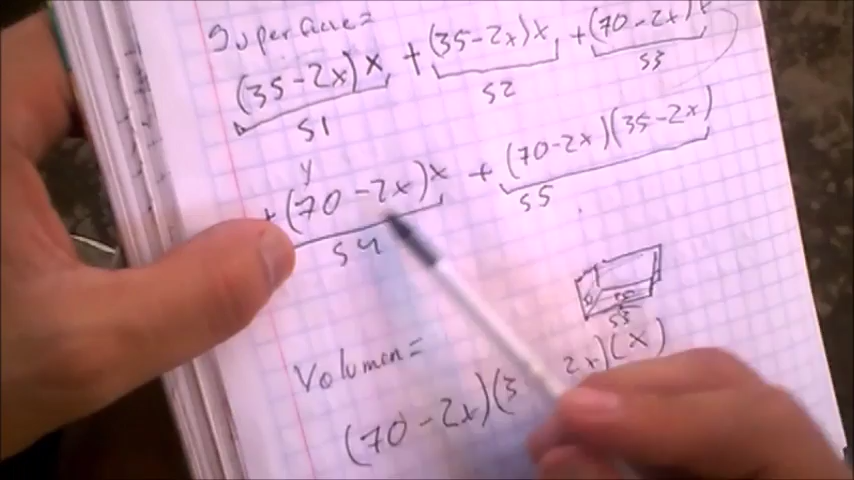 Superficie=
(35-2x)x + (35-2x)x + (70-2x)x
S1 S2 S3
y
+ (70-2x)x + (70-2x)(35-2x)
S4 S5
S3
Volumen=
(70-2x)(3 2x)(x)